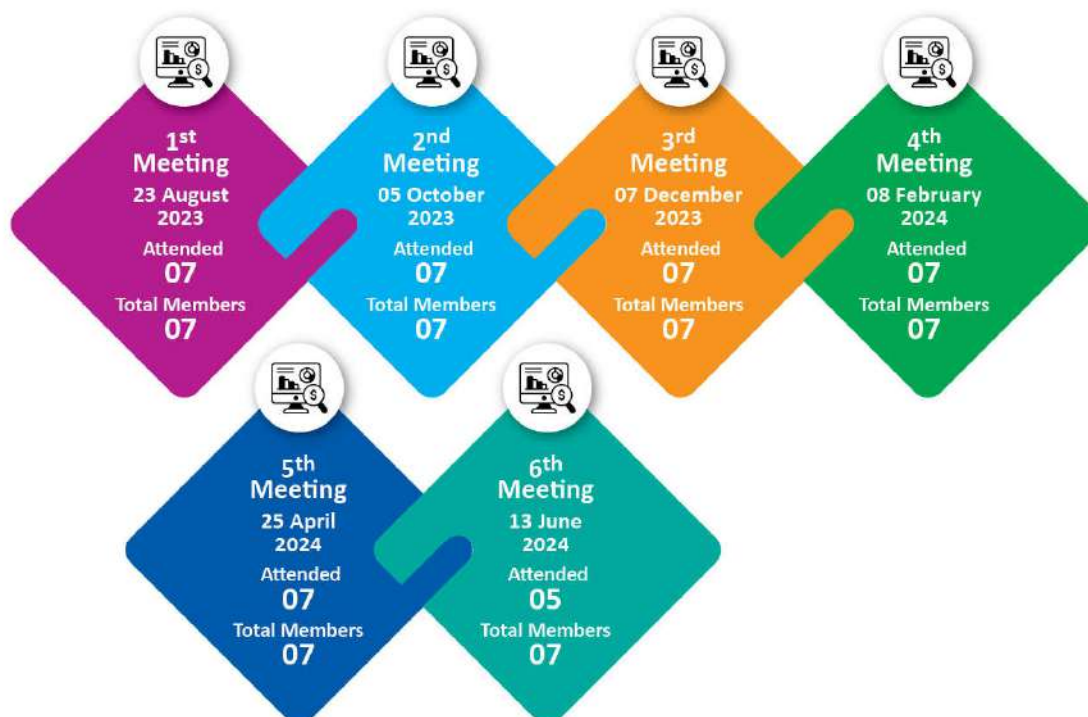 1st
Meeting
23 August
2023
Attended
07
Total Members
07
2nd
Meeting
05 October
2023
Attended
07
Total Members
07
3rd
Meeting
07 December
2023
Attended
07
Total Members
07
4th
Meeting
08 February
2024
Attended
07
Total Members
07
5th
Meeting
25 April
2024
Attended
07
Total Members
07
6th
Meeting
13 June
2024
Attended
05
Total Members
07